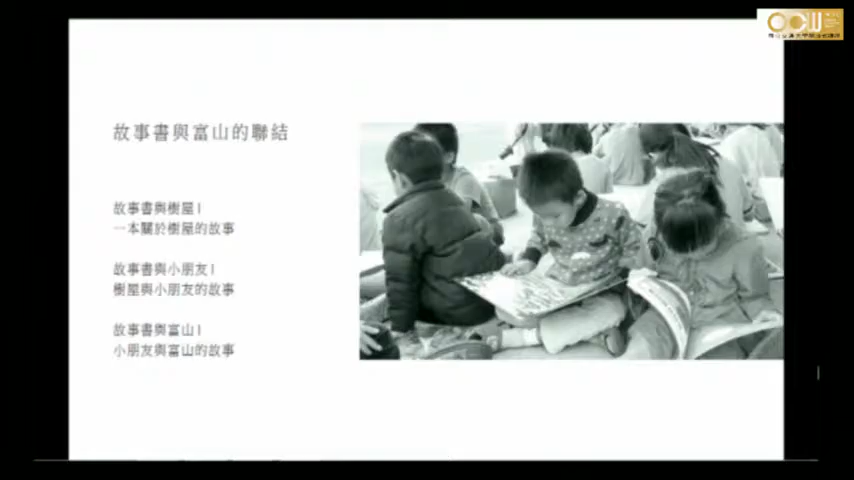 OCW
故事書與富山的聯結
故事書與樹屋|
一本關於樹屋的故事
故事書與小朋友|
樹屋與小朋友的故事
故事書與富山|
小朋友與富山的故事